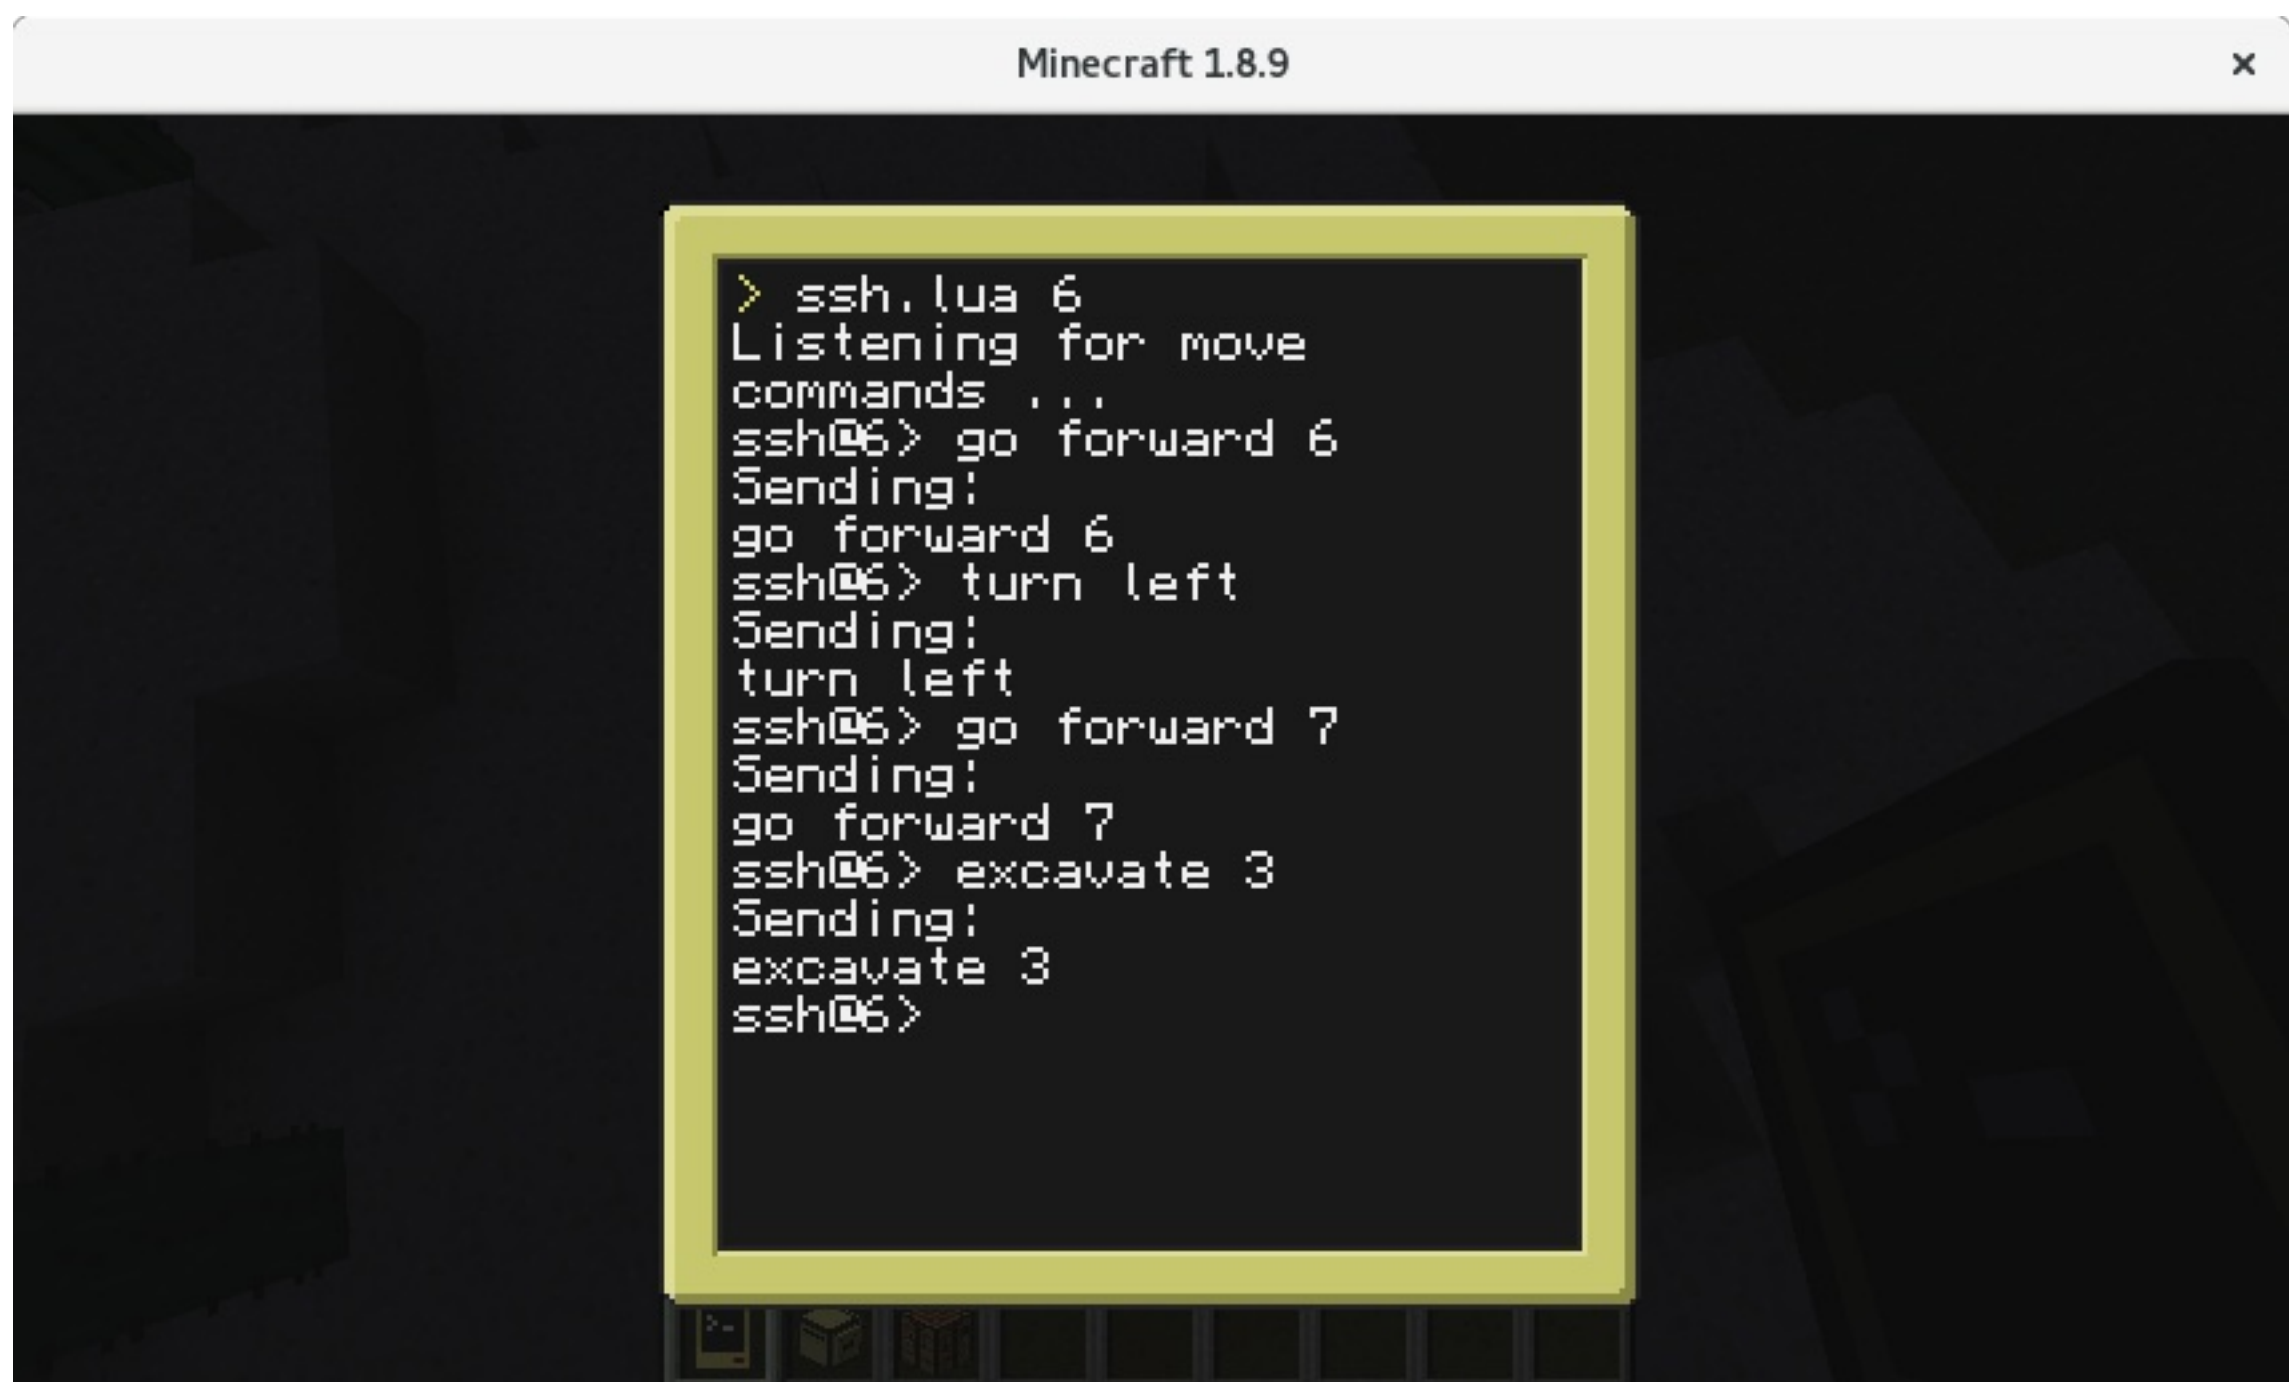 Minecraft 1.8.9
> ssh.lua 6
Listening for move
commands ...
ssh@6> go forward 6
Sending:
go forward 6
ssh@6> turn left
Sending:
turn left
ssh@6> go forward 7
Sending:
go forward 7
ssh@6> excavate 3
Sending:
excavate 3
ssh@6>